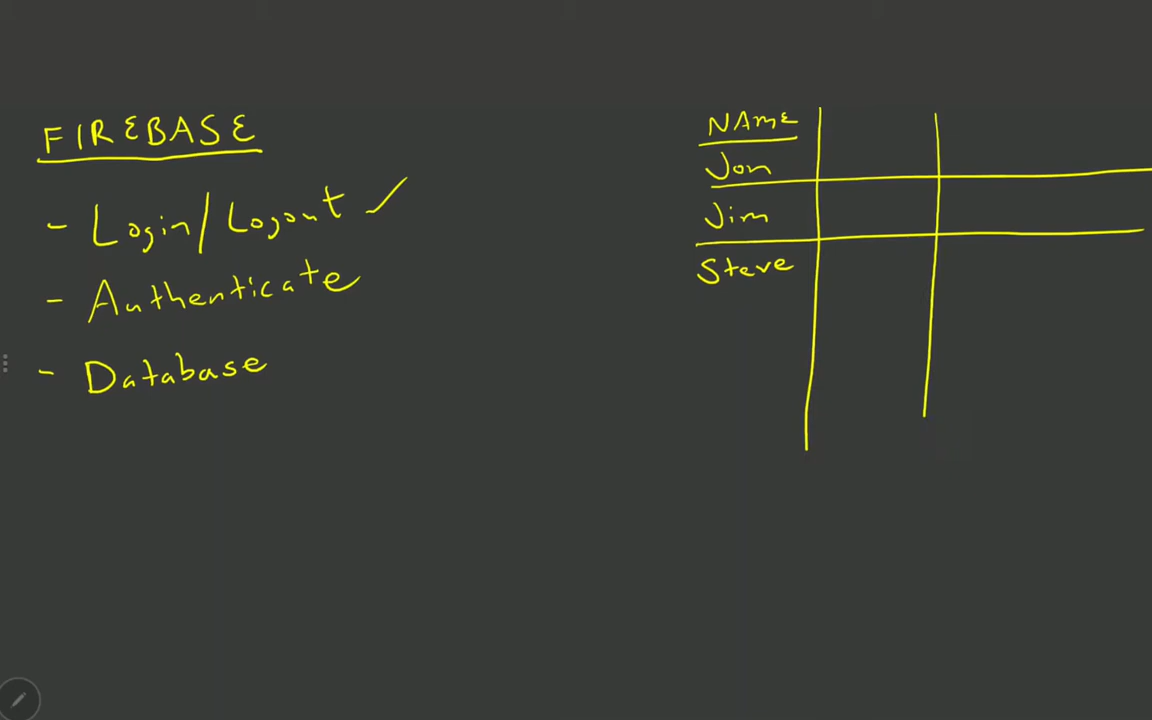 FIREBASE
- Login/Logout ✓
- Authenticate
- Database
NAME
Jon
Jim
Steve